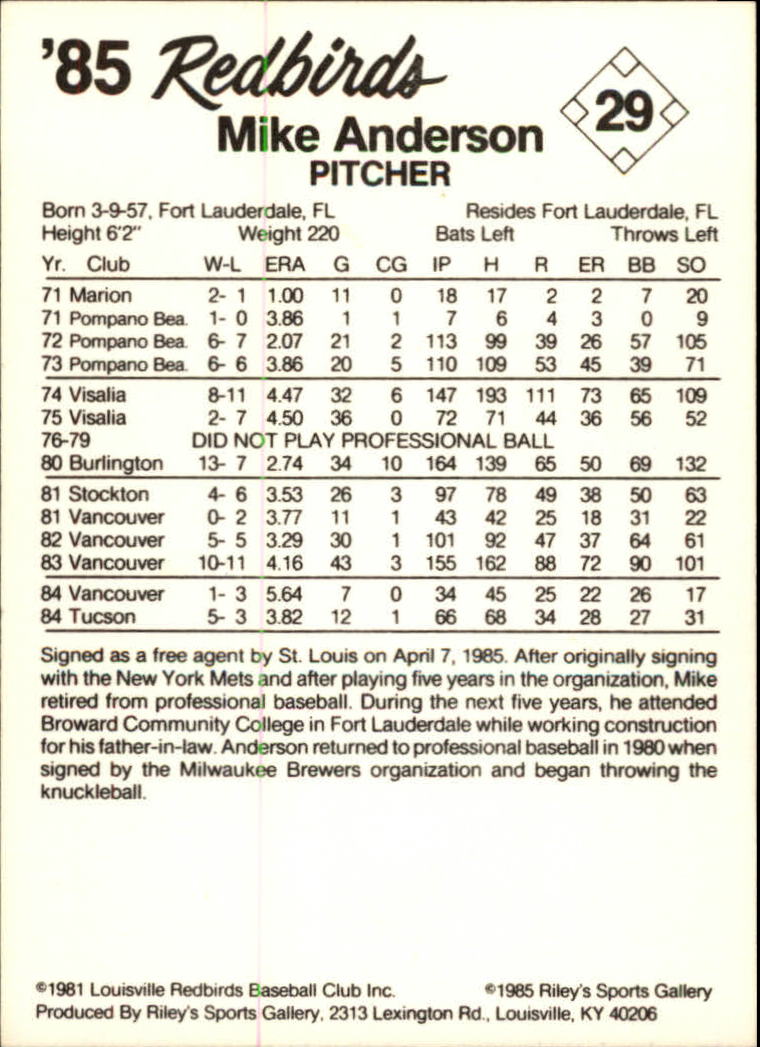 '85 Redbirds
29
Mike Anderson
PITCHER
Born 3-9-57, Fort Lauderdale, FL Resides Fort Lauderdale, FL
Height 6'2" Weight 220 Bats Left Throws Left
Yr. Club W-L ERA G CG IP H R ER BB SO
71 Marion 2- 1 1.00 11 0 18 17 2 2 7 20
71 Pompano Bea. 1- 0 3.86 1 1 7 6 4 3 0 9
72 Pompano Bea. 6- 7 2.07 21 2 113 99 39 26 57 105
73 Pompano Bea. 6- 6 3.86 20 5 110 109 53 45 39 71
74 Visalia 8-11 4.47 32 6 147 193 111 73 65 109
75 Visalia 2- 7 4.50 36 0 72 71 44 36 56 52
76-79 DID NOT PLAY PROFESSIONAL BALL
80 Burlington 13- 7 2.74 34 10 164 139 65 50 69 132
81 Stockton 4- 6 3.53 26 3 97 78 49 38 50 63
81 Vancouver 0- 2 3.77 11 1 43 42 25 18 31 22
82 Vancouver 5- 5 3.29 30 1 101 92 47 37 64 61
83 Vancouver 10-11 4.16 43 3 155 162 88 72 90 101
84 Vancouver 1- 3 5.64 7 0 34 45 25 22 26 17
84 Tucson 5- 3 3.82 12 1 66 68 34 28 27 31
Signed as a free agent by St. Louis on April 7, 1985. After originally signing
with the New York Mets and after playing five years in the organization, Mike
retired from professional baseball. During the next five years, he attended
Broward Community College in Fort Lauderdale while working construction
for his father-in-law. Anderson returned to professional baseball in 1980 when
signed by the Milwaukee Brewers organization and began throwing the
knuckleball.
©1981 Louisville Redbirds Baseball Club Inc. ©1985 Riley's Sports Gallery
Produced By Riley's Sports Gallery, 2313 Lexington Rd., Louisville, KY 40206